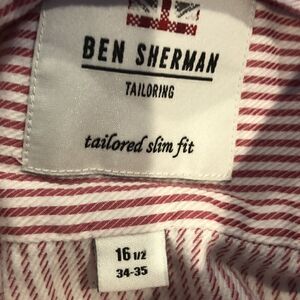 BEN SHERMAN
TAILORING
tailored slim fit
16 1/2
34-35